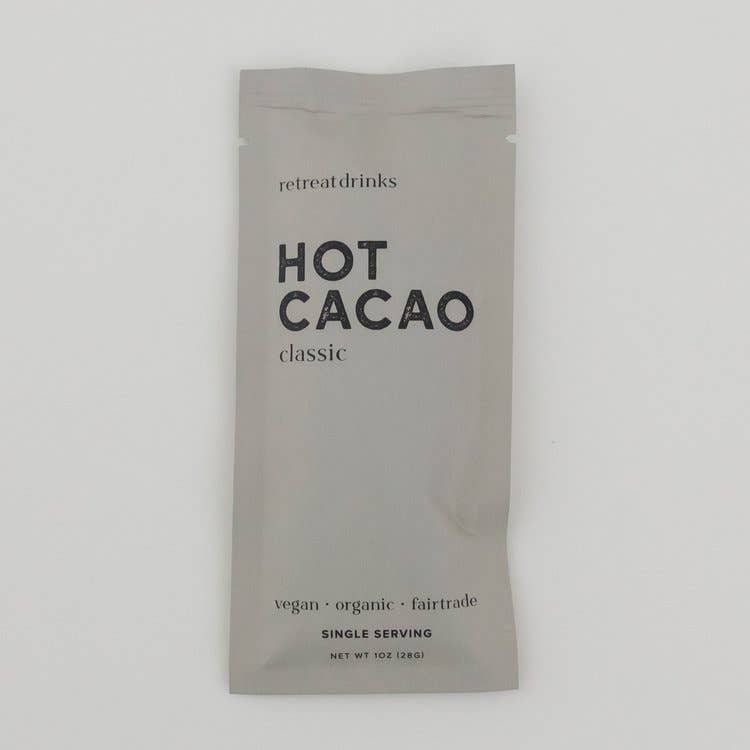 retreatdrinks
HOT
CACAO
classic
vegan · organic · fairtrade
SINGLE SERVING
NET WT 1OZ (28G)